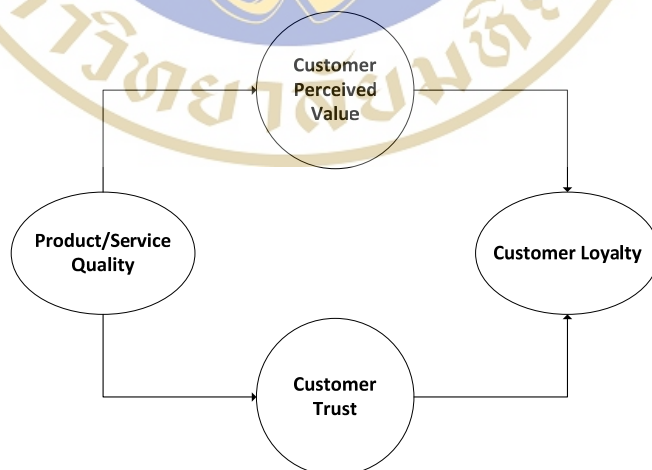 Customer
Perceived
Value
Product/Service
Quality
Customer Loyalty
Customer
Trust